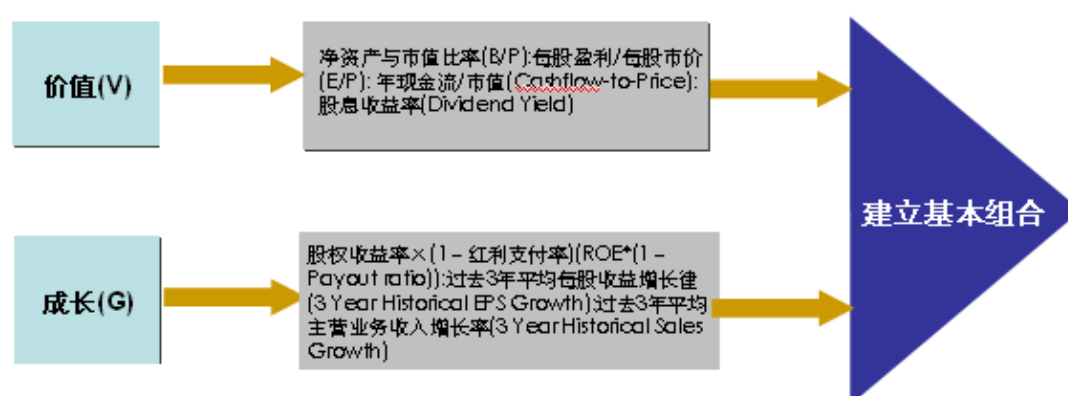 价值(V)
净资产与市值比率(B/P):每股盈利/每股市价
(E/P): 年现金流/市值(Cashflow-to-Price):
股息收益率(Dividend Yield)
建立基本组合
成长(G)
股权收益率×(1–红利支付率)(ROE*(1–
Payout ratio)):过去3年平均每股收益增长律
(3 Year Historical EPS Growth):过去3年平均
主营业务收入增长率(3 Year Historical Sales
Growth)